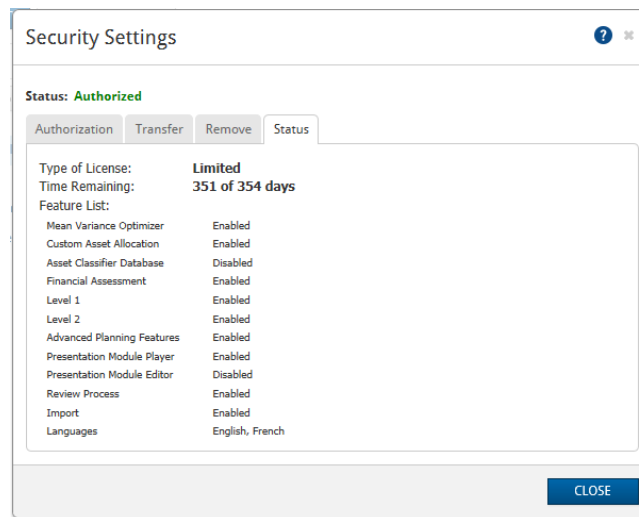 Security Settings
?
Status: Authorized
Authorization Transfer Remove Status
Type of License: Limited
Time Remaining: 351 of 354 days
Feature List:
Mean Variance Optimizer Enabled
Custom Asset Allocation Enabled
Asset Classifier Database Disabled
Financial Assessment Enabled
Level 1 Enabled
Level 2 Enabled
Advanced Planning Features Enabled
Presentation Module Player Enabled
Presentation Module Editor Disabled
Review Process Enabled
Import Enabled
Languages English, French
CLOSE